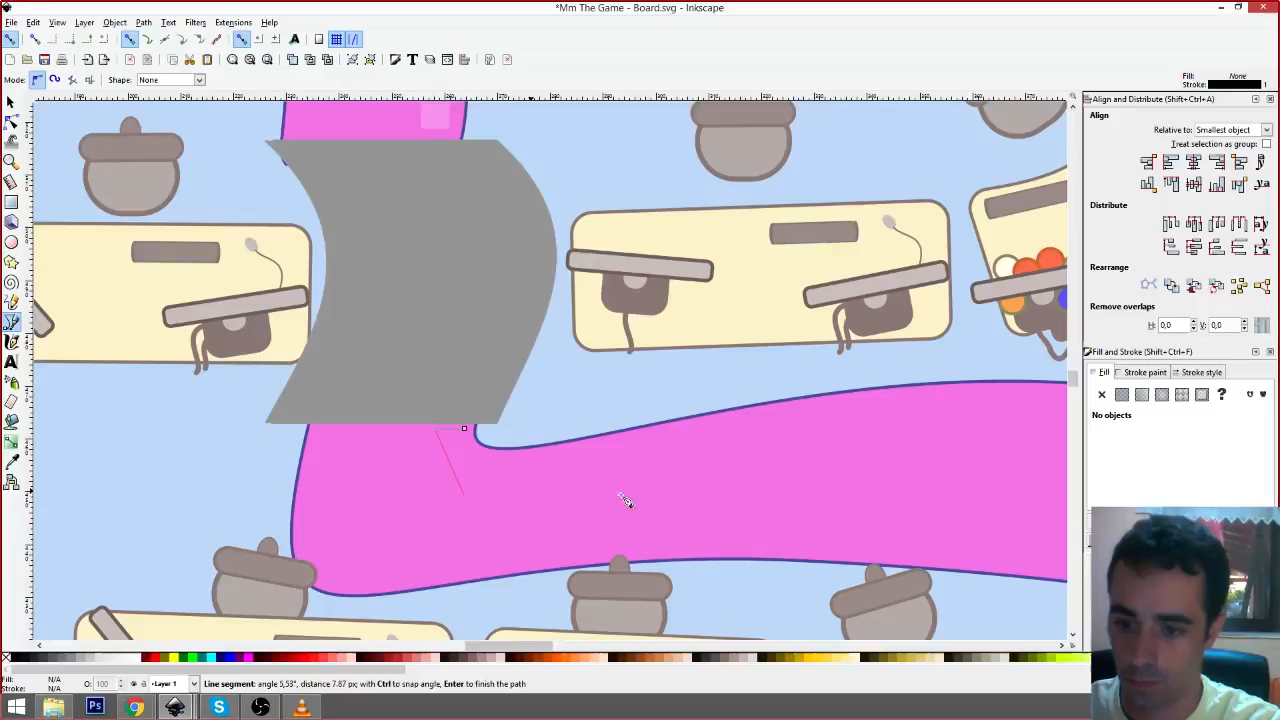 *Mm The Game - Board.svg - Inkscape
File Edit View Layer Object Path Text Filters Extensions Help
Mode: Shape: None
Fill: None
Stroke: 1
Align and Distribute (Shift+Ctrl+A)
Align
Relative to: Smallest object
Treat selection as group:
Distribute
Rearrange
Remove overlaps
H: 0,0 V: 0,0
Fill and Stroke (Shift+Ctrl+F)
Fill Stroke paint Stroke style
No objects
Fill: N/A
Stroke: N/A
O: 100
Layer 1
Line segment: angle 5,53°, distance 7.87 px; with Ctrl to snap angle, Enter to finish the path
Ps